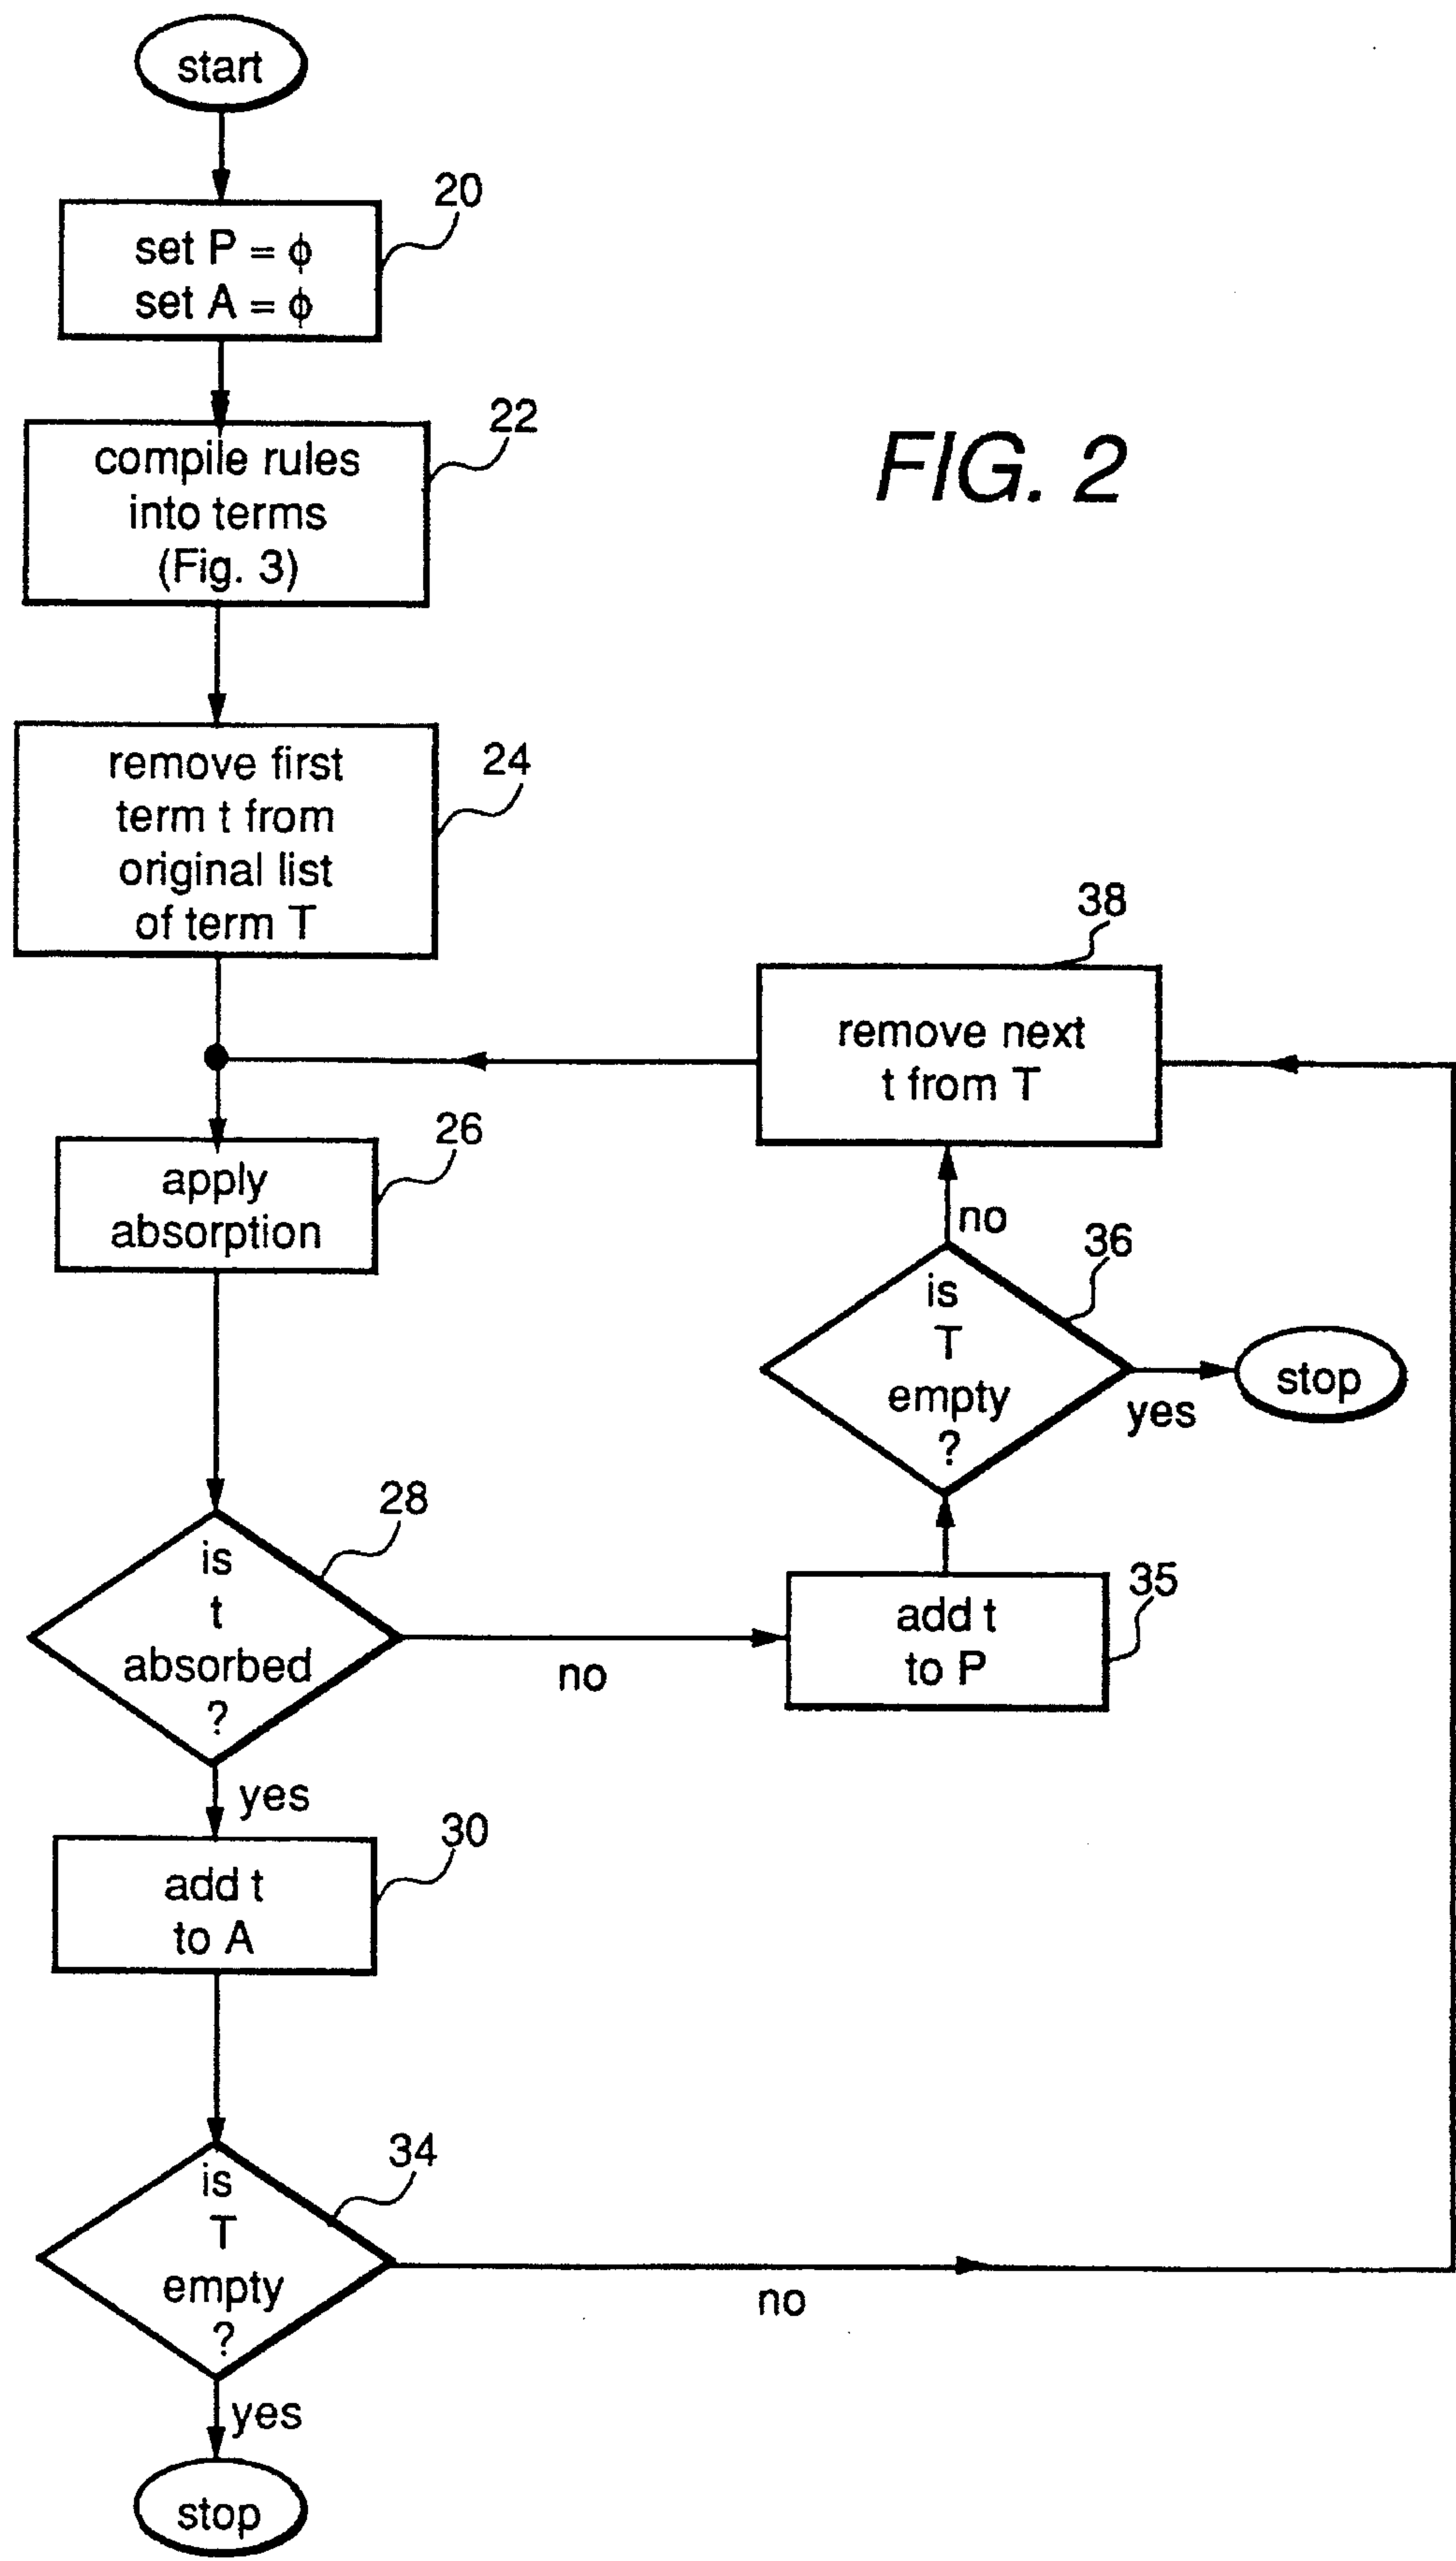 start
20
set P = ϕ
set A = ϕ
22
compile rules
into terms
(Fig. 3)
FIG. 2
24
remove first
term t from
original list
of term T
38
remove next
t from T
26
apply
absorption
no
36
is
T
empty
?
yes
stop
28
is
t
absorbed
?
no
35
add t
to P
yes
30
add t
to A
34
is
T
empty
?
no
yes
stop